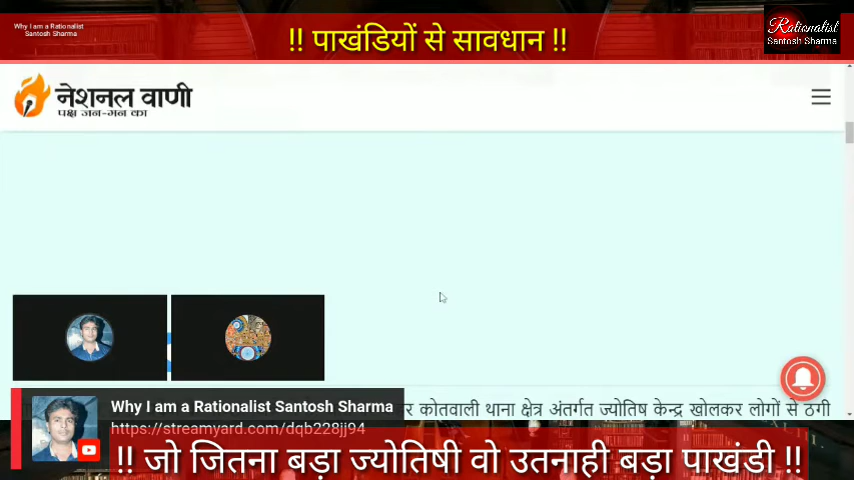 Why I am a Rationalist
Santosh Sharma
!! पाखंडियों से सावधान !!
Rationalist
Santosh Sharma
नेशनल वाणी
पक्ष जन-मन का
Why I am a Rationalist Santosh Sharma
https://streamyard.com/dqb228jj94
र कोतवाली थाना क्षेत्र अंतर्गत ज्योतिष केन्द्र खोलकर लोगों से ठगी
!! जो जितना बड़ा ज्योतिषी वो उतनाही बड़ा पाखंडी !!